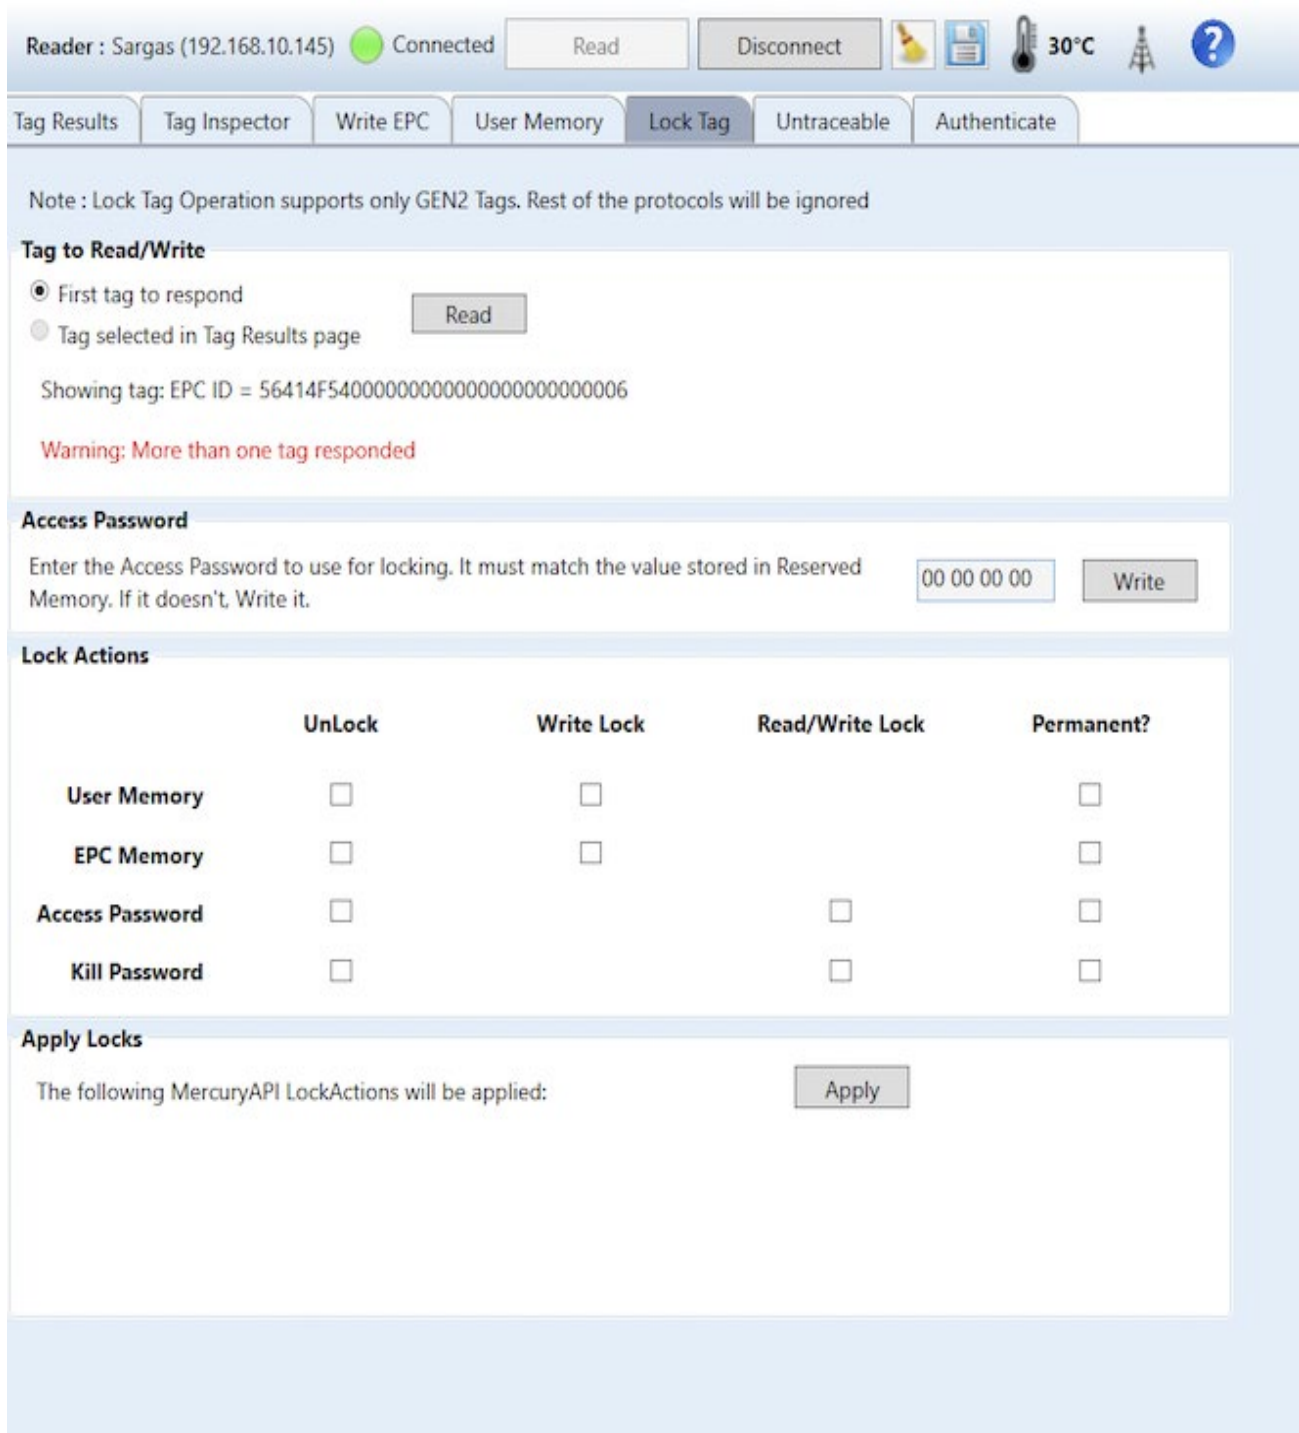 Reader : Sargas (192.168.10.145) Connected Read Disconnect 30°C ?
Tag Results Tag Inspector Write EPC User Memory Lock Tag Untraceable Authenticate
Note : Lock Tag Operation supports only GEN2 Tags. Rest of the protocols will be ignored
Tag to Read/Write
First tag to respond
Read
Tag selected in Tag Results page
Showing tag: EPC ID = 56414F540000000000000000000000006
Warning: More than one tag responded
Access Password
Enter the Access Password to use for locking. It must match the value stored in Reserved
Memory. If it doesn't, Write it.
00 00 00 00 Write
Lock Actions
UnLock Write Lock Read/Write Lock Permanent?
User Memory
EPC Memory
Access Password
Kill Password
Apply Locks
The following MercuryAPI LockActions will be applied: Apply